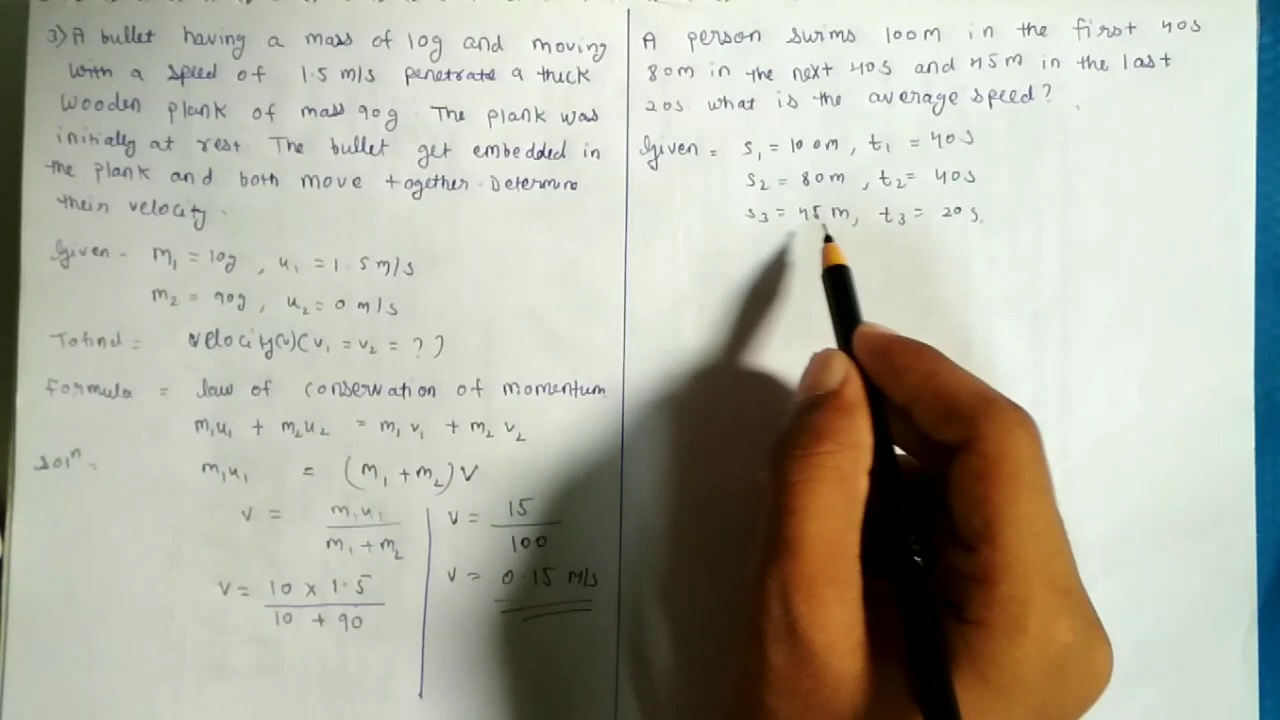 3) A bullet having a mass of 10g and moving
with a speed of 1.5 m/s penetrate a thick
wooden plank of mass 90g. The plank was
initially at rest The bullet get embedded in
the plank and both move together. Determine
their velocity.
Given - m₁ = 10g , u₁ = 1.5 m/s
m₂ = 90g , u₂ = 0 m/s
To find = velocity(v)(v₁ = v₂ = ??)
Formula = law of conservation of momentum
m₁u₁ + m₂u₂ = m₁v₁ + m₂v₂
solⁿ = m₁u₁ = (m₁ + m₂)v
v = m₁u₁ / m₁ + m₂
v = 10 x 1.5 / 10 + 90
v = 15 / 100
v = 0.15 m/s
A person swims 100m in the first 40s
80m in the next 40s and 45m in the last
20s what is the average speed?
Given = s₁ = 100m, t₁ = 40s
s₂ = 80m , t₂ = 40s
s₃ = 45m, t₃ = 20s.